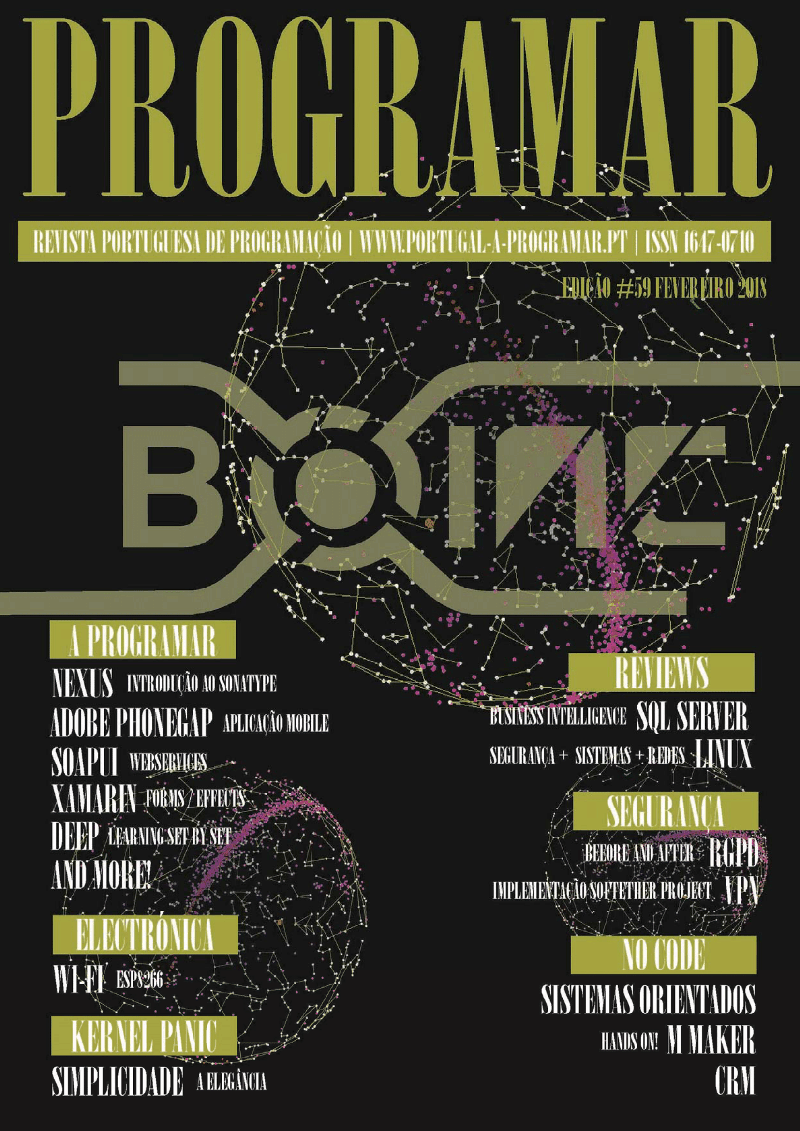 PROGRAMAR
REVISTA PORTUGUESA DE PROGRAMAÇÃO | WWW.PORTUGAL-A-PROGRAMAR.PT | ISSN 1647-0710
EDIÇÃO #59 FEVEREIRO 2018
BOINC
A PROGRAMAR
NEXUS INTRODUÇÃO AO SONATYPE
ADOBE PHONEGAP APLICAÇÃO MOBILE
SOAPUI WEBSERVICES
XAMARIN FORMS / EFFECTS
DEEP LEARNING SET BY SET
AND MORE!
ELECTRÓNICA
WI-FI ESP8266
KERNEL PANIC
SIMPLICIDADE A ELEGÂNCIA
REVIEWS
BUSINESS INTELLIGENCE SQL SERVER
SEGURANÇA + SISTEMAS + REDES LINUX
SEGURANÇA
BEFORE AND AFTER RGPD
IMPLEMENTAÇÃO SOFTETHER PROJECT VPN
NO CODE
SISTEMAS ORIENTADOS
HANDS ON! M MAKER
CRM